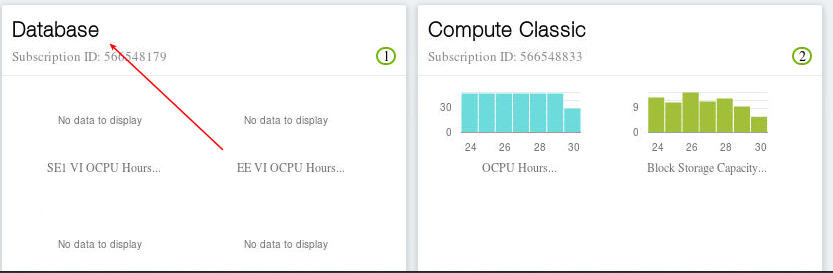 Database
Subscription ID: 566548179
1
No data to display
No data to display
SE1 VI OCPU Hours...
EE VI OCPU Hours...
No data to display
No data to display
Compute Classic
Subscription ID: 566548833
2
30
0
24 26 28 30
OCPU Hours...
9
0
24 26 28 30
Block Storage Capacity...